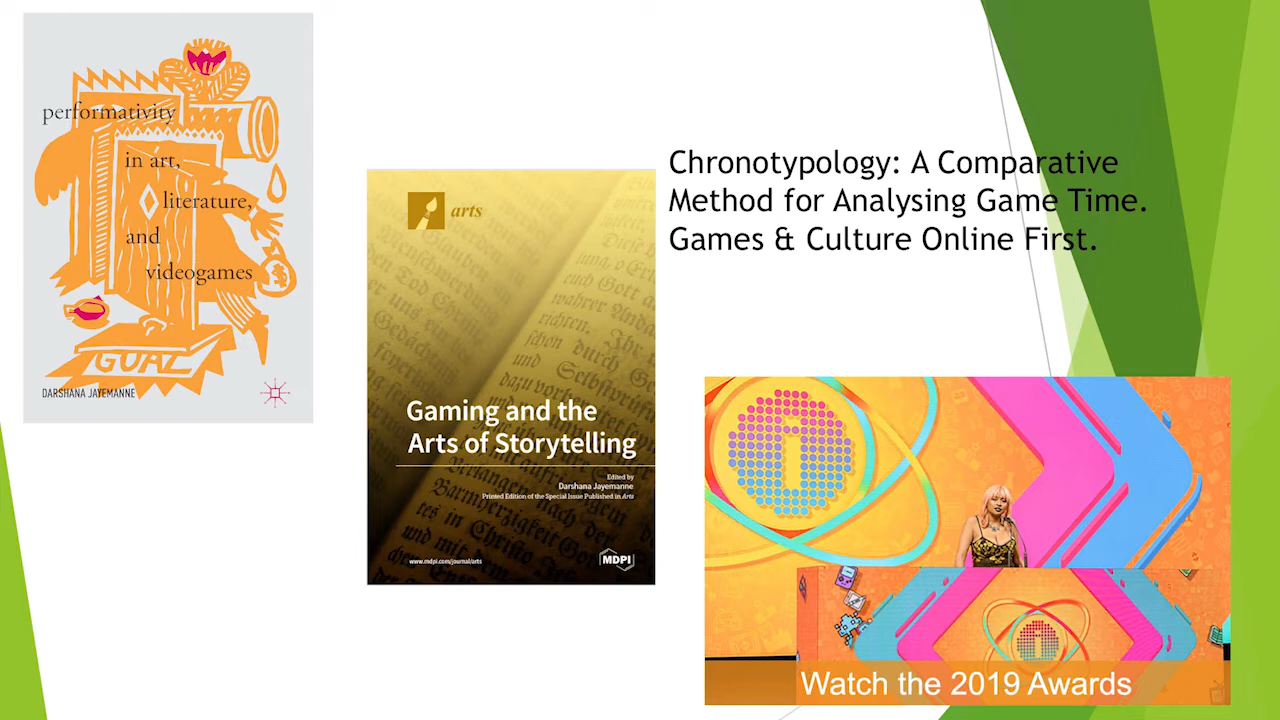 performativity
in art,
literature,
and
videogames
GOAL
DARSHANA JAYEMANNE
arts
Gaming and the
Arts of Storytelling
Edited by
Darshana Jayemanne
Printed Edition of the Special Issue Published in Arts
www.mdpi.com/journal/arts
MDPI
Chronotypology: A Comparative
Method for Analysing Game Time.
Games & Culture Online First.
Watch the 2019 Awards